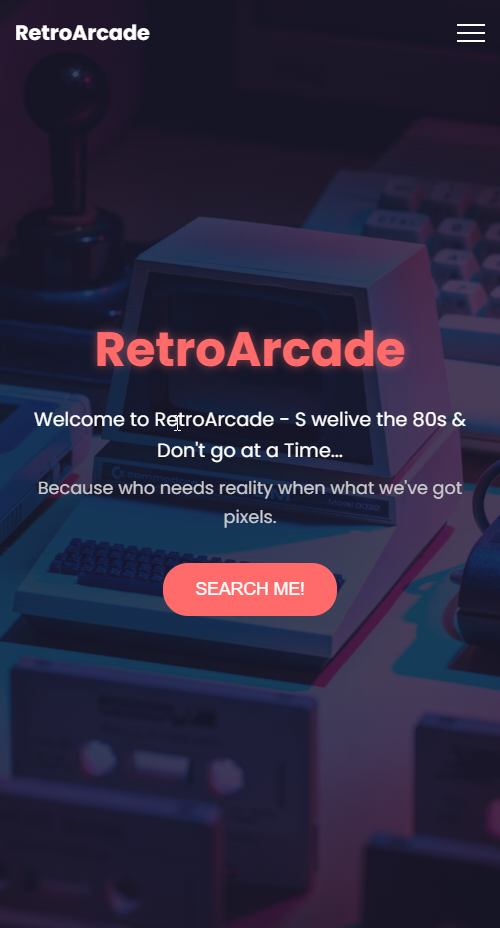 RetroArcade
RetroArcade
Welcome to RetroArcade - S welive the 80s &
Don't go at a Time...
Because who needs reality when what we've got
pixels.
SEARCH ME!